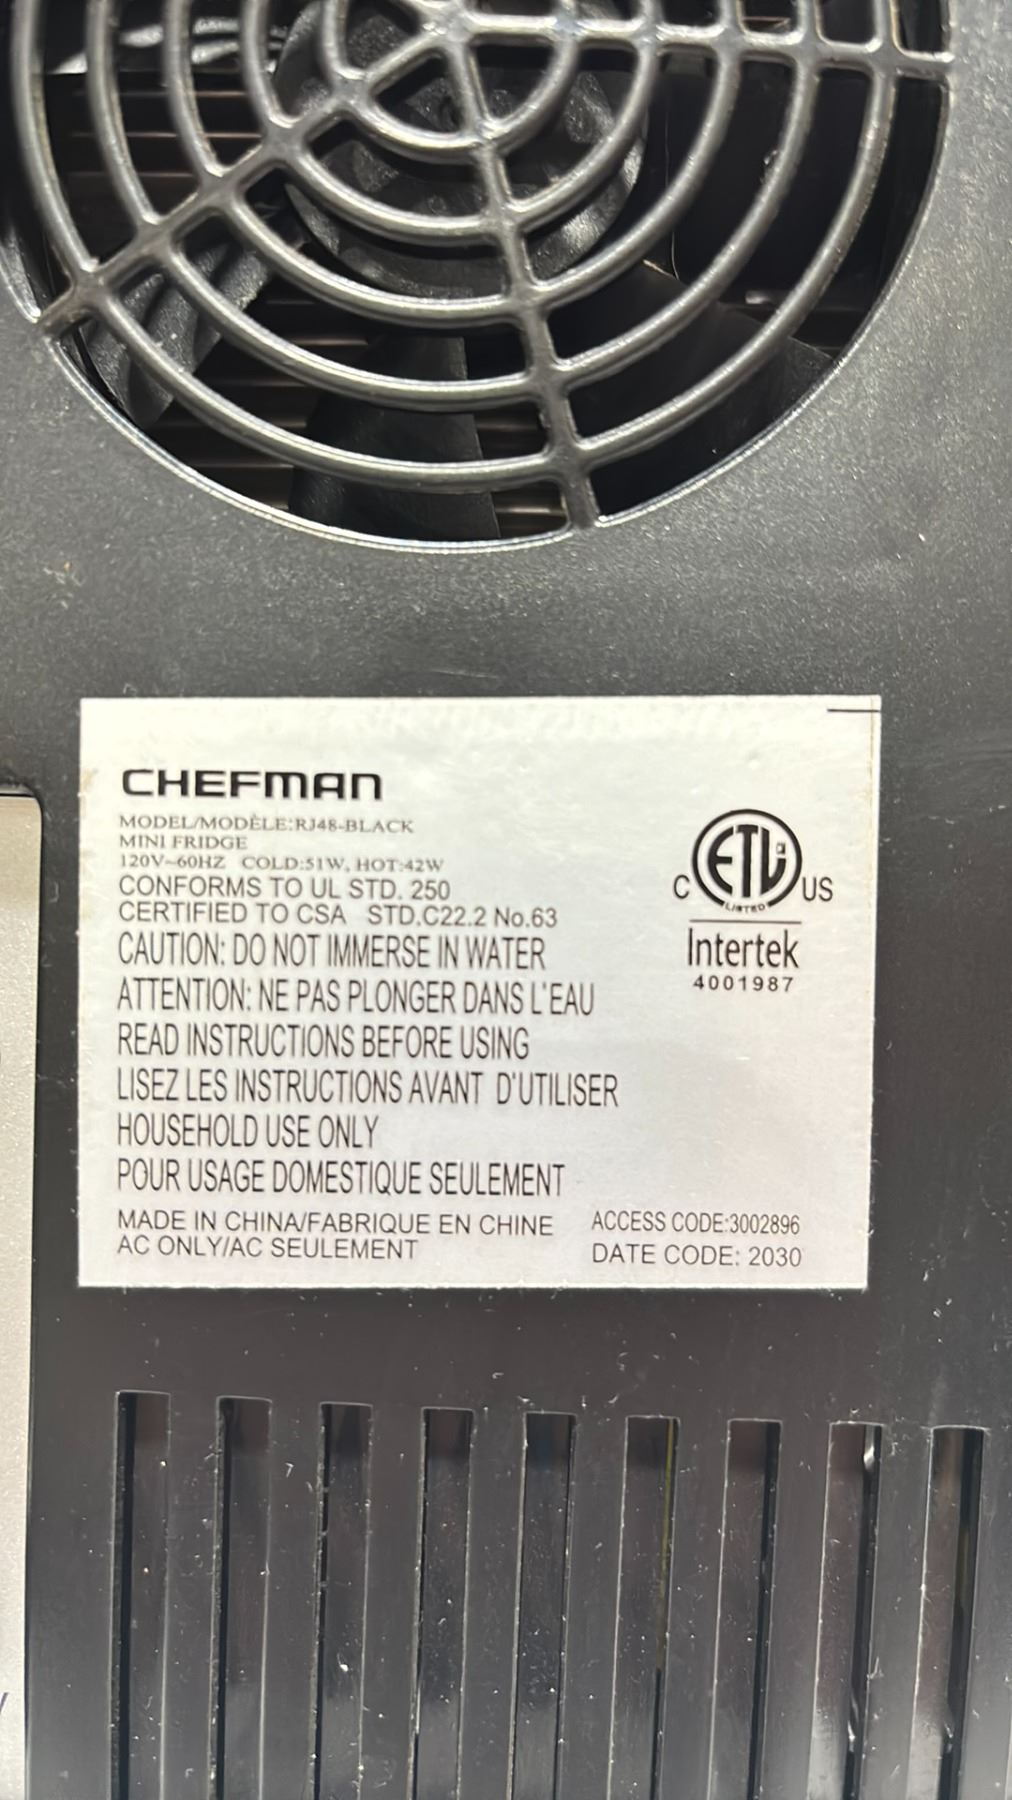 CHEFMAN
MODEL/MODÈLE:RJ48-BLACK
MINI FRIDGE
120V~60HZ COLD:51W, HOT:42W
CONFORMS TO UL STD. 250
CERTIFIED TO CSA STD.C22.2 No.63
CAUTION: DO NOT IMMERSE IN WATER
ATTENTION: NE PAS PLONGER DANS L'EAU
READ INSTRUCTIONS BEFORE USING
LISEZ LES INSTRUCTIONS AVANT D'UTILISER
HOUSEHOLD USE ONLY
POUR USAGE DOMESTIQUE SEULEMENT
MADE IN CHINA/FABRIQUE EN CHINE
AC ONLY/AC SEULEMENT
C ETL US
LISTED
Intertek
4001987
ACCESS CODE:3002896
DATE CODE: 2030